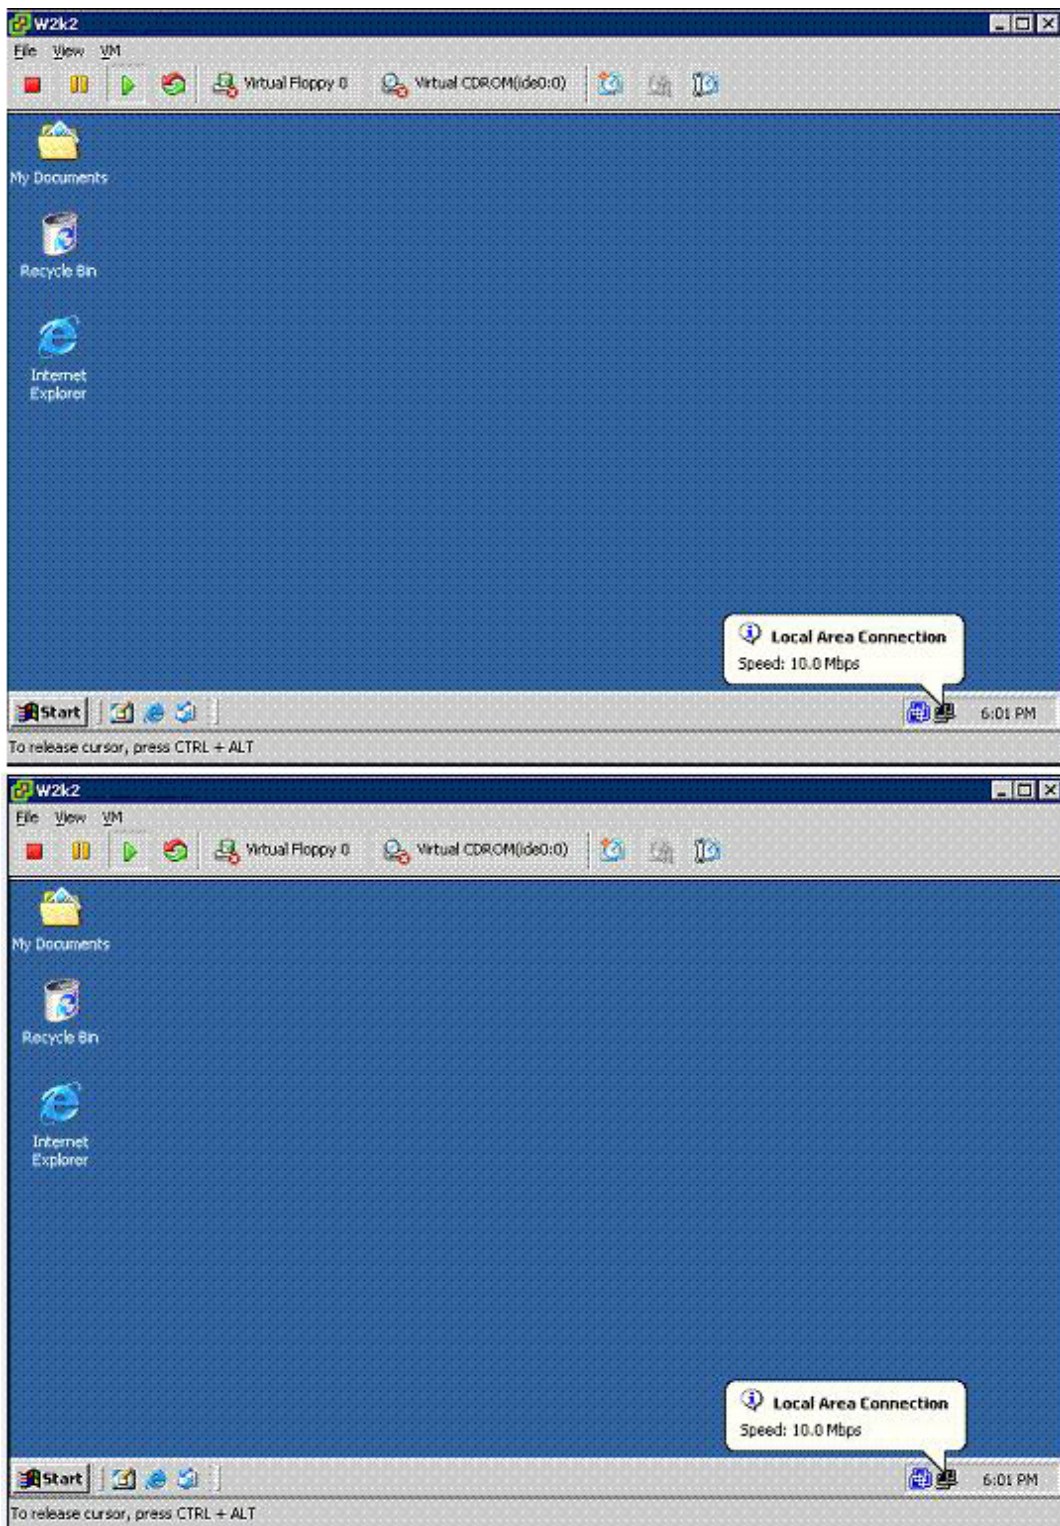 W2k2
File View VM
Virtual Floppy 0 Virtual CDROM(ide0:0)
My Documents
Recycle Bin
Internet
Explorer
Local Area Connection
Speed: 10.0 Mbps
Start 6:01 PM
To release cursor, press CTRL + ALT
W2k2
File View VM
Virtual Floppy 0 Virtual CDROM(ide0:0)
My Documents
Recycle Bin
Internet
Explorer
Local Area Connection
Speed: 10.0 Mbps
Start 6:01 PM
To release cursor, press CTRL + ALT